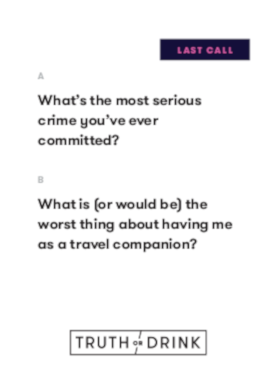 LAST CALL
A
What's the most serious
crime you've ever
committed?
B
What is (or would be) the
worst thing about having me
as a travel companion?
TRUTH OR DRINK